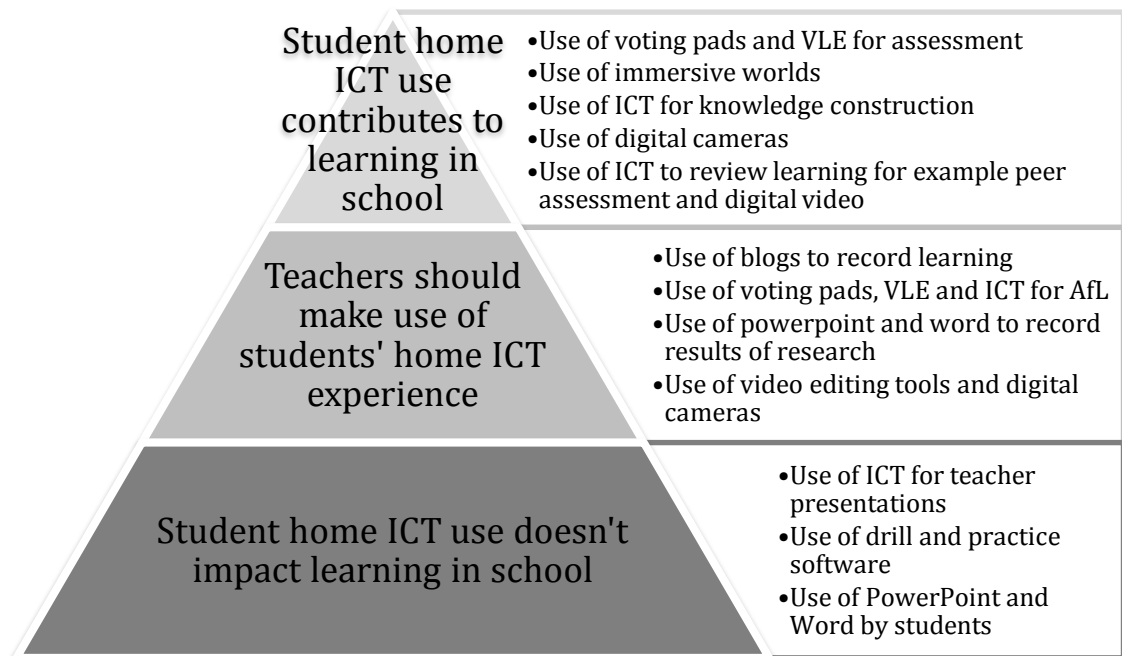 Student home
ICT use
contributes to
learning in
school
•Use of voting pads and VLE for assessment
•Use of immersive worlds
•Use of ICT for knowledge construction
•Use of digital cameras
•Use of ICT to review learning for example peer
assessment and digital video
Teachers should
make use of
students' home ICT
experience
•Use of blogs to record learning
•Use of voting pads, VLE and ICT for AfL
•Use of powerpoint and word to record
results of research
•Use of video editing tools and digital
cameras
Student home ICT use doesn't
impact learning in school
•Use of ICT for teacher
presentations
•Use of drill and practice
software
•Use of PowerPoint and
Word by students